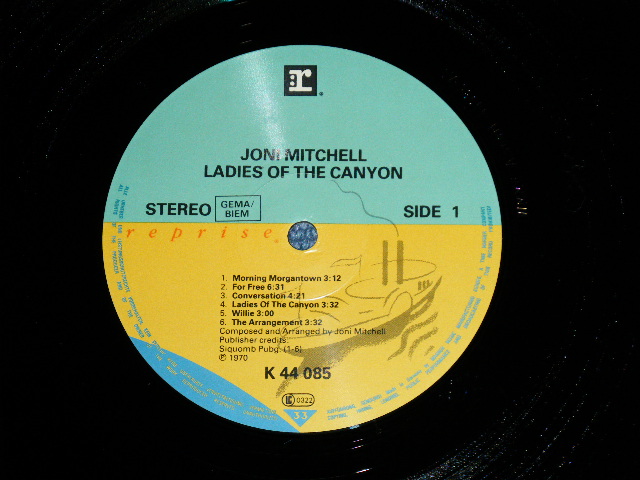 r
JONI MITCHELL
LADIES OF THE CANYON
STEREO GEMA/ BIEM SIDE 1
reprise
1. Morning Morgantown 3:12
2. For Free 6:31
3. Conversation 4:21
4. Ladies Of The Canyon 3:32
5. Willie 3:00
6. The Arrangement 3:32
Composed and Arranged by Joni Mitchell
Publisher credits:
Siquomb Pubg. (1-6)
℗ 1970
K 44 085
LC 0322
33